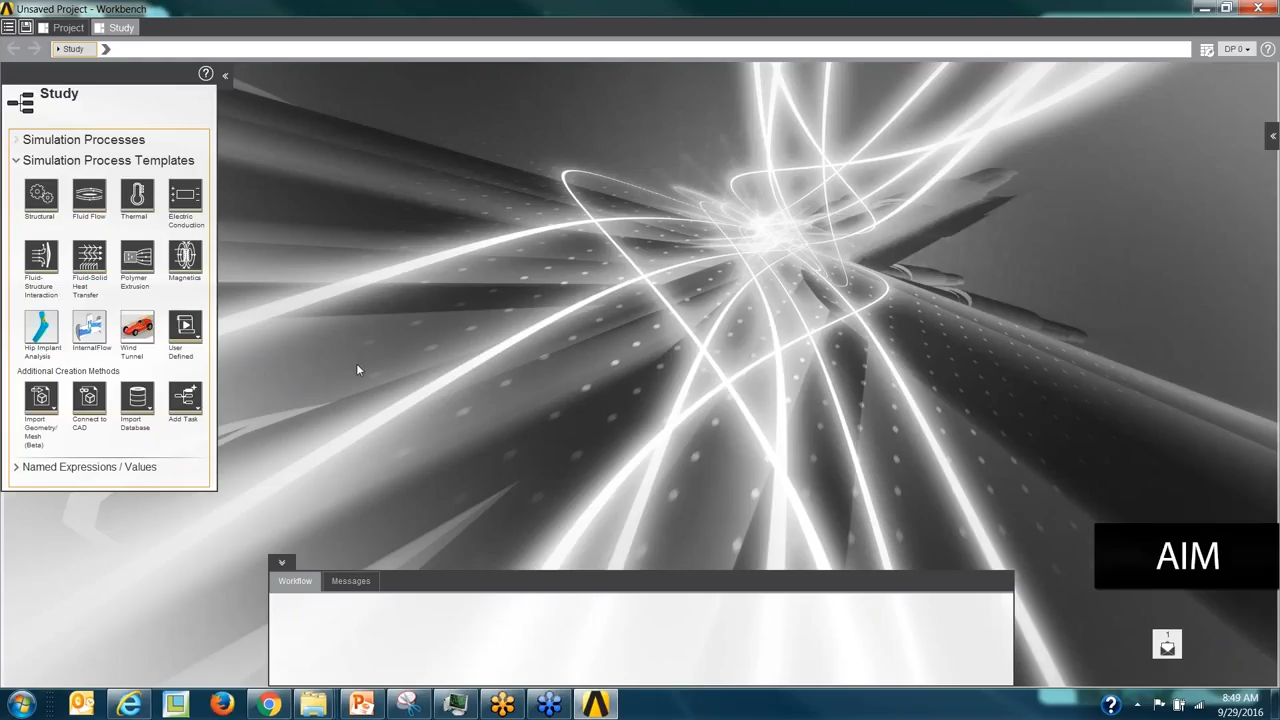 Unsaved Project - Workbench
Project
Study
Study
DP 0
Study
Simulation Processes
Simulation Process Templates
Structural
Fluid Flow
Thermal
Electric
Conduction
Fluid-
Structure
Interaction
Fluid-Solid
Heat
Transfer
Polymer
Extrusion
Magnetics
Hip Implant
Analysis
InternalFlow
Wind
Tunnel
User
Defined
Additional Creation Methods
Import
Geometry/
Mesh
(Beta)
Connect to
CAD
Import
Database
Add Task
Named Expressions / Values
Workflow
Messages
AIM
1
8:49 AM
9/29/2016